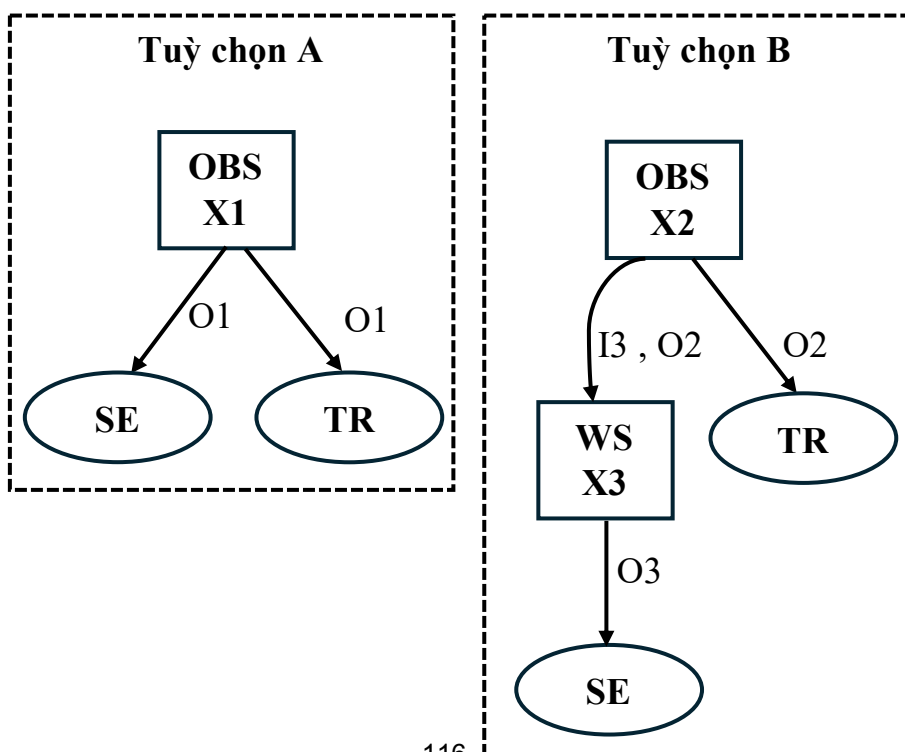 Tuỳ chọn A
OBS
X1
O1
O1
SE
TR
Tuỳ chọn B
OBS
X2
I3 , O2
O2
WS
X3
TR
O3
SE
116